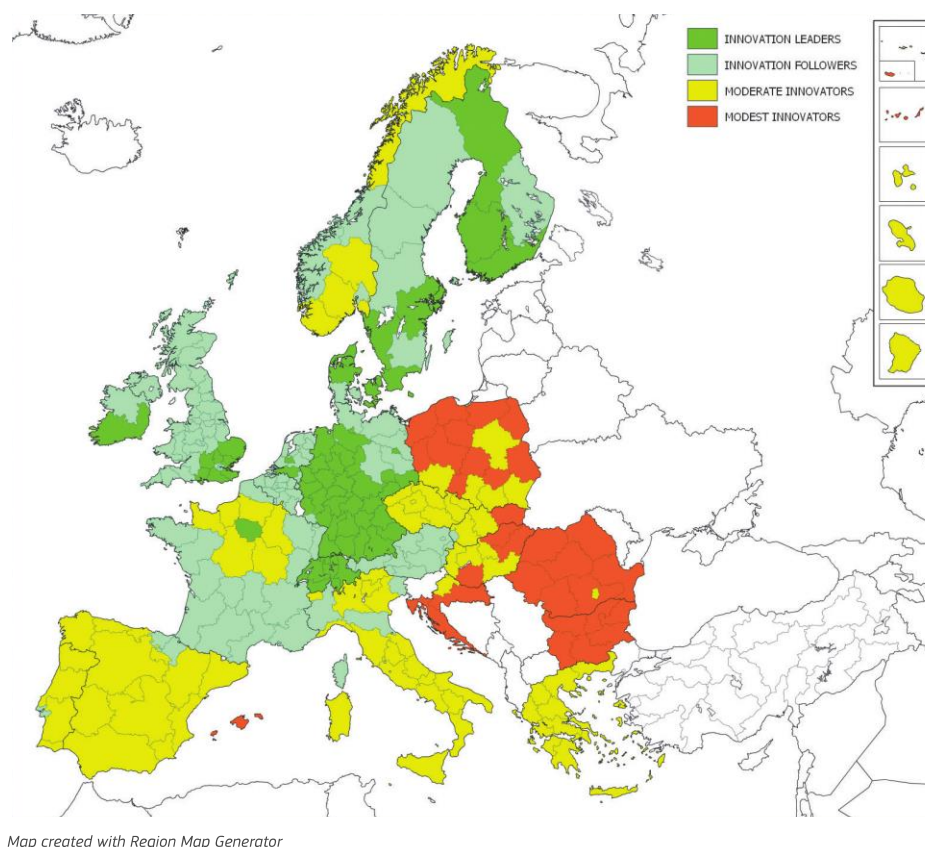 INNOVATION LEADERS
INNOVATION FOLLOWERS
MODERATE INNOVATORS
MODEST INNOVATORS
Map created with Region Map Generator